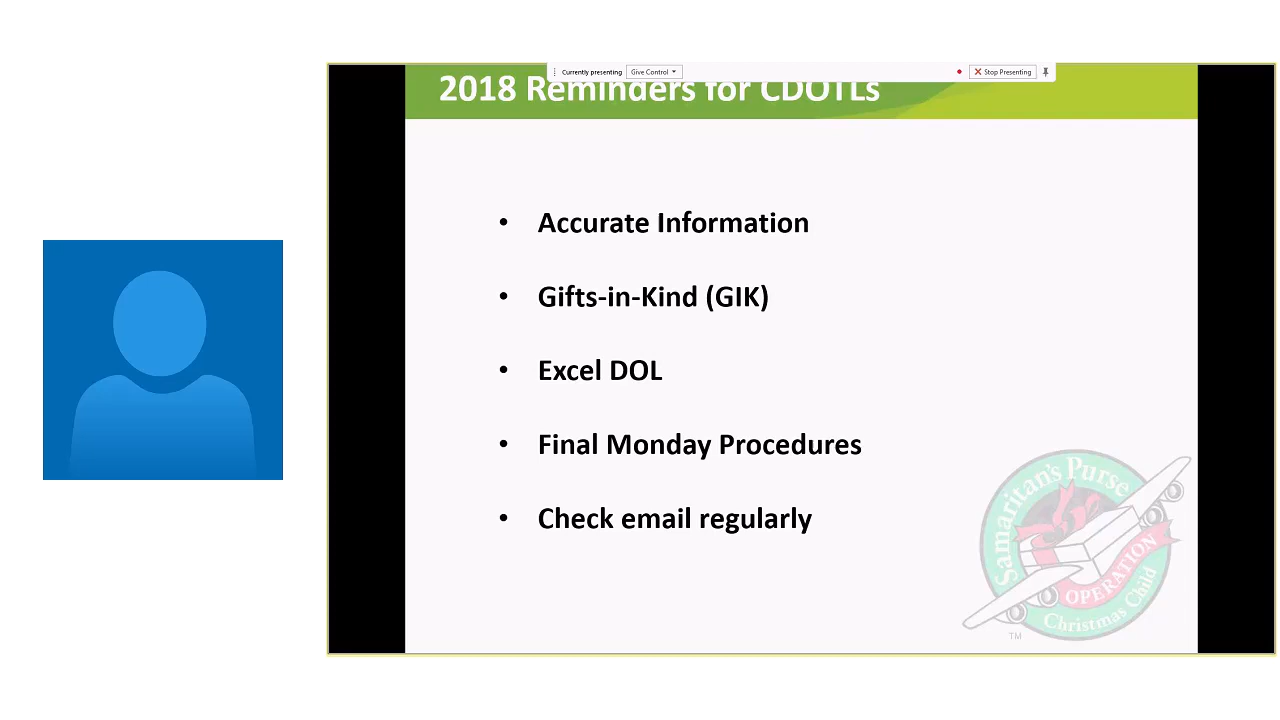 Currently presenting Give Control Stop Presenting
2018 Reminders for CDOTLs
• Accurate Information
• Gifts-in-Kind (GIK)
• Excel DOL
• Final Monday Procedures
• Check email regularly
Samaritan's Purse
OPERATION
Christmas Child
TM